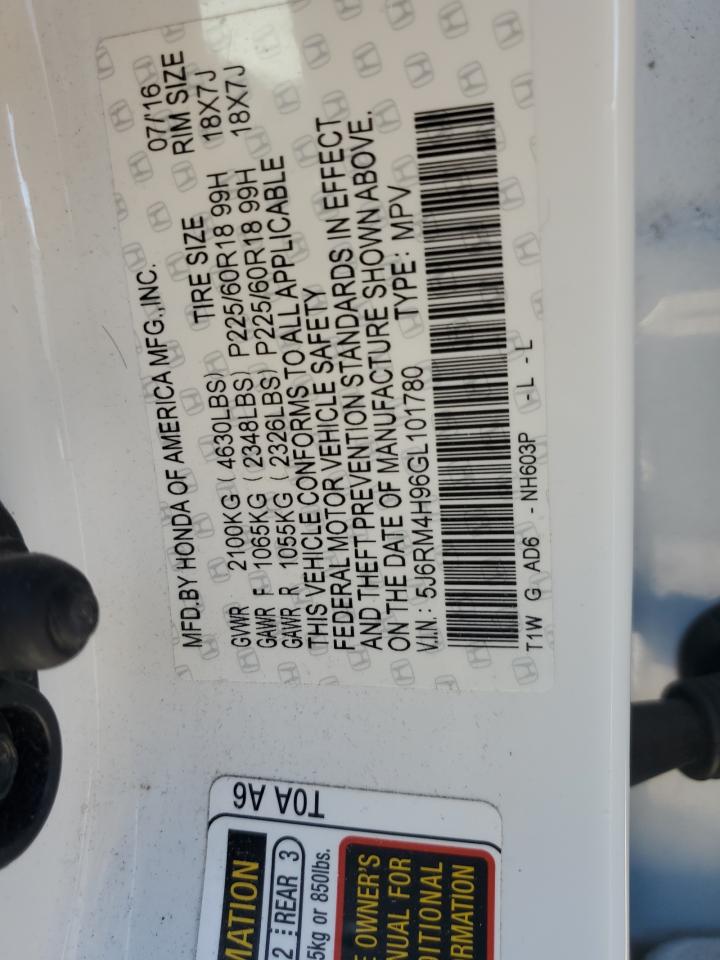 MFD.BY HONDA OF AMERICA MFG.,INC. 07/'16
TIRE SIZE RIM SIZE
GVWR 2100KG ( 4630LBS) P225/60R18 99H 18X7J
GAWR F 1065KG ( 2348LBS) P225/60R18 99H 18X7J
GAWR R 1055KG ( 2326LBS)
THIS VEHICLE CONFORMS TO ALL APPLICABLE
FEDERAL MOTOR VEHICLE SAFETY
AND THEFT PREVENTION STANDARDS IN EFFECT
ON THE DATE OF MANUFACTURE SHOWN ABOVE.
V.I.N.: 5J6RM4H96GL101780 TYPE: MPV
T1W G AD6 - NH603P -L -L
T0A A6
MATION
2 REAR 3
5kg or 850lbs.
E OWNER'S
NUAL FOR
DITIONAL
ORMATION